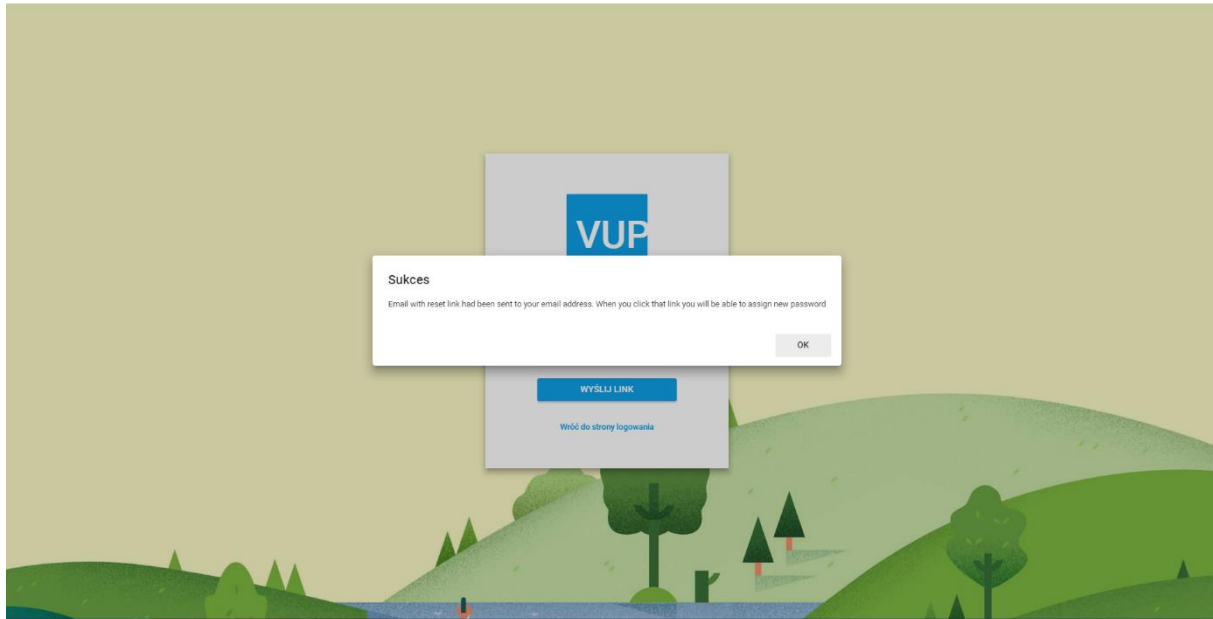 VUP
Sukces
Email with reset link had been sent to your email address. When you click that link you will be able to assign new password
OK
WYŚLIJ LINK
Wróć do strony logowania